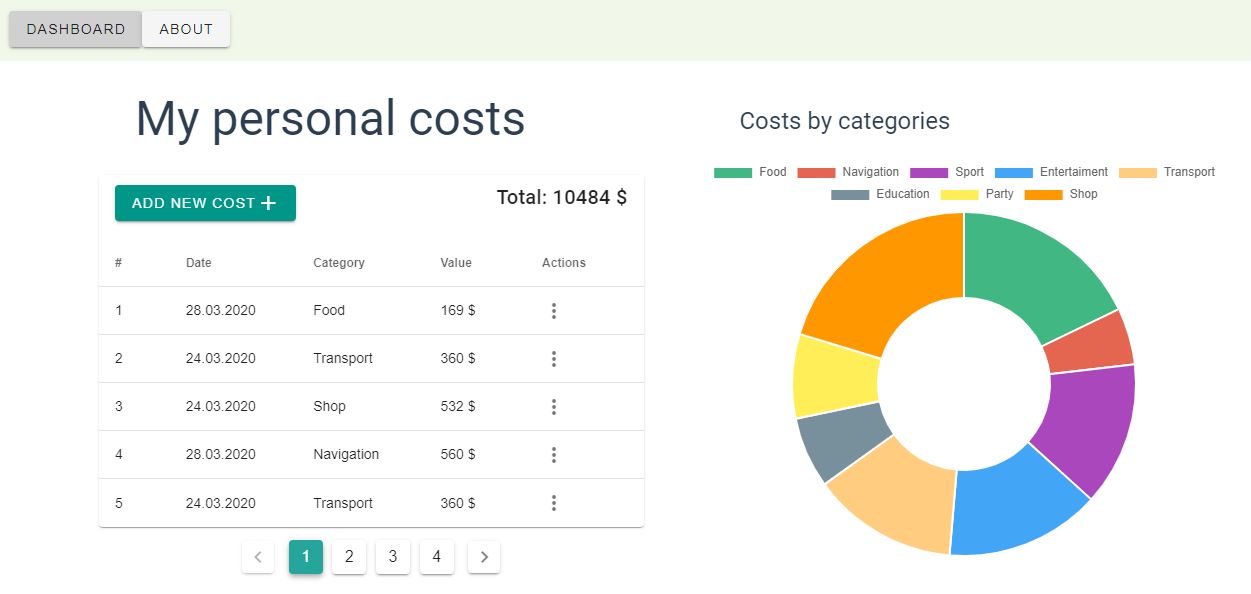 DASHBOARD ABOUT
My personal costs
ADD NEW COST +
Total: 10484 $
# Date Category Value Actions
1 28.03.2020 Food 169 $
2 24.03.2020 Transport 360 $
3 24.03.2020 Shop 532 $
4 28.03.2020 Navigation 560 $
5 24.03.2020 Transport 360 $
1 2 3 4
Costs by categories
Food Navigation Sport Entertaiment Transport
Education Party Shop